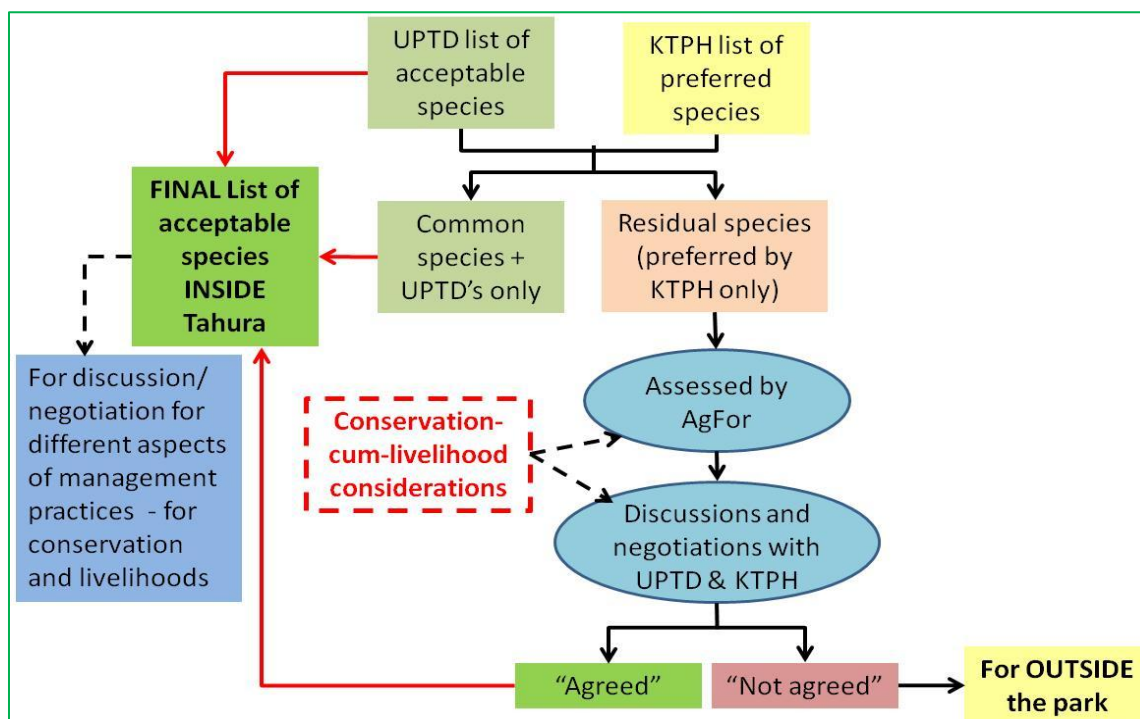 UPTD list of
acceptable
species
KTPH list of
preferred
species
FINAL List of
acceptable
species
INSIDE
Tahura
Common
species +
UPTD’s only
Residual species
(preferred by
KTPH only)
For discussion/
negotiation for
different aspects
of management
practices - for
conservation
and livelihoods
Conservation-
cum-livelihood
considerations
Assessed by
AgFor
Discussions and
negotiations with
UPTD & KTPH
“Agreed”
“Not agreed”
For OUTSIDE
the park